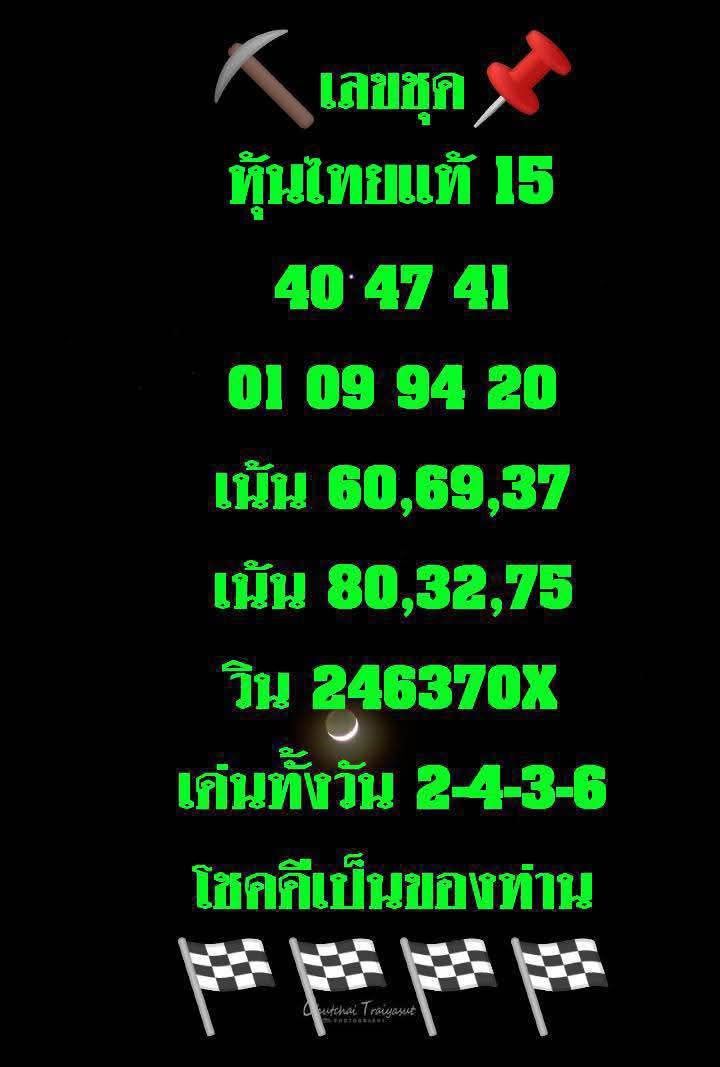 เลขชุด
หุ้นไทยแท้ 15
40 47 41
01 09 94 20
เน้น 60,69,37
เน้น 80,32,75
วิน 246370X
เด่นทั้งวัน 2-4-3-6
โชคดีเป็นของท่าน
Chutchai Traiyasut
PHOTOGRAPHY